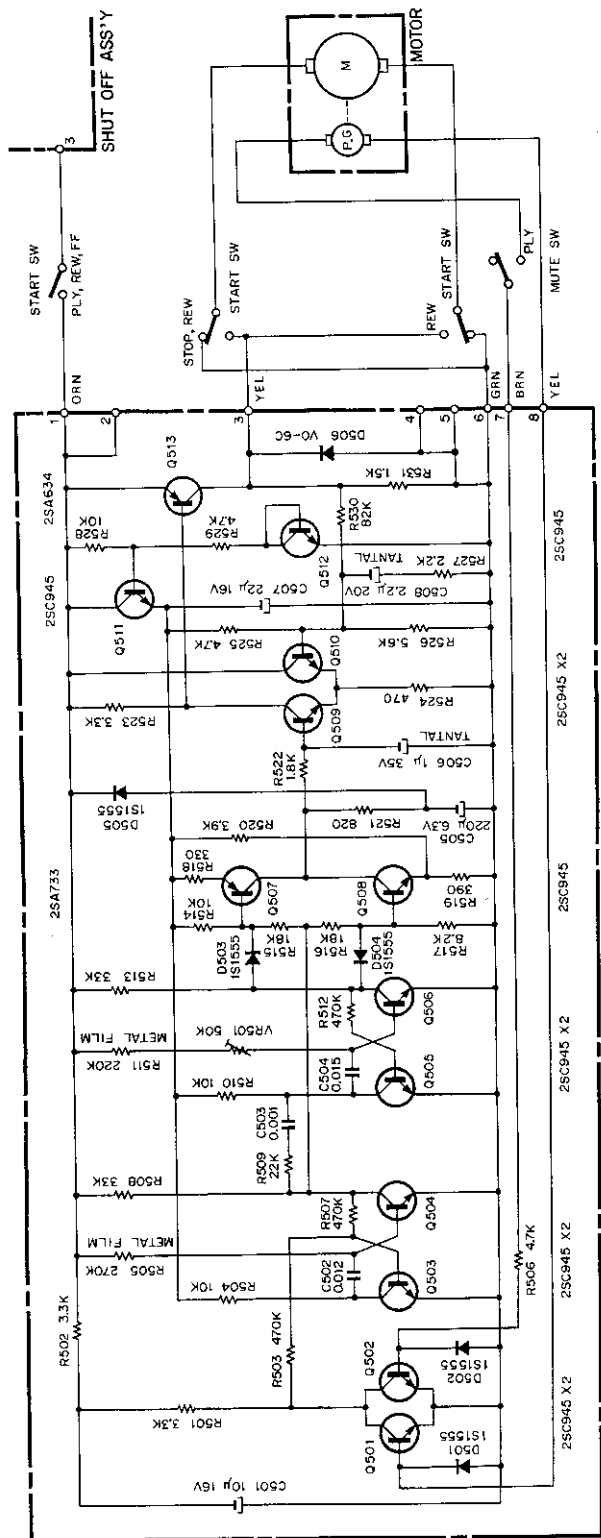 SHUT OFF ASS'Y
3
START SW
PLY, REW, FF
MOTOR
M
P.G
STOP, REW
START SW
REW
START SW
PLY
MUTE SW
ORN
1
2
YEL
3
4
5
GRN
6
BRN
7
YEL
8
2SA634
2SC945
Q513
R528
10K
R529
4.7K
Q511
Q512
D506 VO-6C
R531 1.5K
R530
82K
C507 22μ 16V
TANTAL
C508 2.2μ 20V
R527 2.2K
2SC945
R525 4.7K
Q510
R526 5.6K
R523 3.3K
Q509
R524
470
2SC945 X2
R522
1.8K
TANTAL
C506 1μ
35V
D505
1S1555
R520 3.9K
R521 820
C505
220μ 6.3V
2SA733
R518
330
R514
10K
Q507
Q508
R519
390
2SC945
D503
1S1555
R515
18K
R516
18K
D504
1S1555
R517
8.2K
R513 33K
R512
470K
Q506
METAL FILM
R511 220K
VR501 50K
C504
0.015
Q505
2SC945 X2
R510 10K
C503
0.001
R509
22K
R508 33K
R507
470K
Q504
METAL FILM
R505 270K
C502
0.012
Q503
R504 10K
2SC945 X2
R506 4.7K
R502 3.3K
R503 470K
Q502
D502
1S1555
R501 3.3K
Q501
D501
1S1555
2SC945 X2
C501 10μ 16V